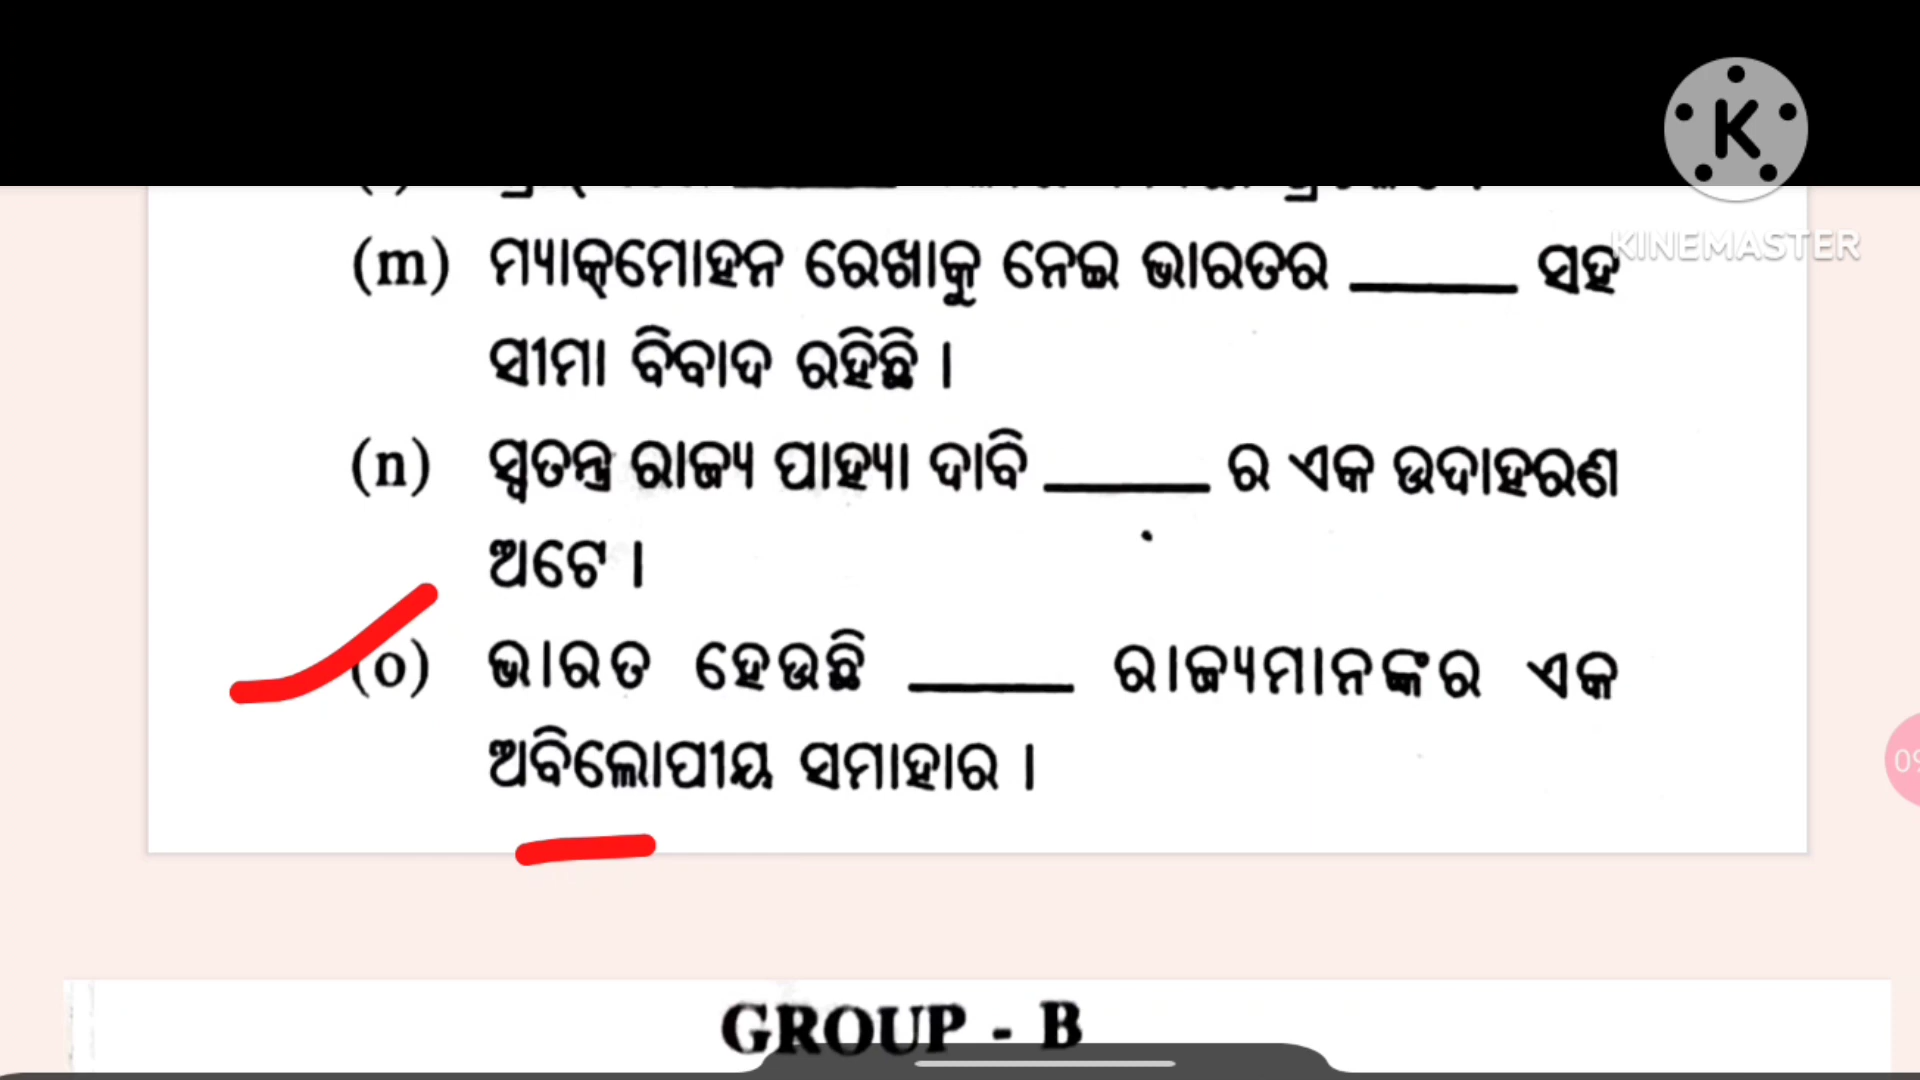 K
KINEMASTER
(m) ମ୍ୟାକ୍‌ମୋହନ ରେଖାକୁ ନେଇ ଭାରତର ______ ସହ
ସୀମା ବିବାଦ ରହିଛି ।
(n) ସ୍ୱତନ୍ତ୍ର ରାଜ୍ୟ ପାହ୍ୟା ଦାବି ______ ର ଏକ ଉଦାହରଣ
ଅଟେ ।
(o) ଭାରତ ହେଉଛି ______ ରାଜ୍ୟମାନଙ୍କର ଏକ
ଅବିଲୋପୀୟ ସମାହାର ।
09
GROUP - B